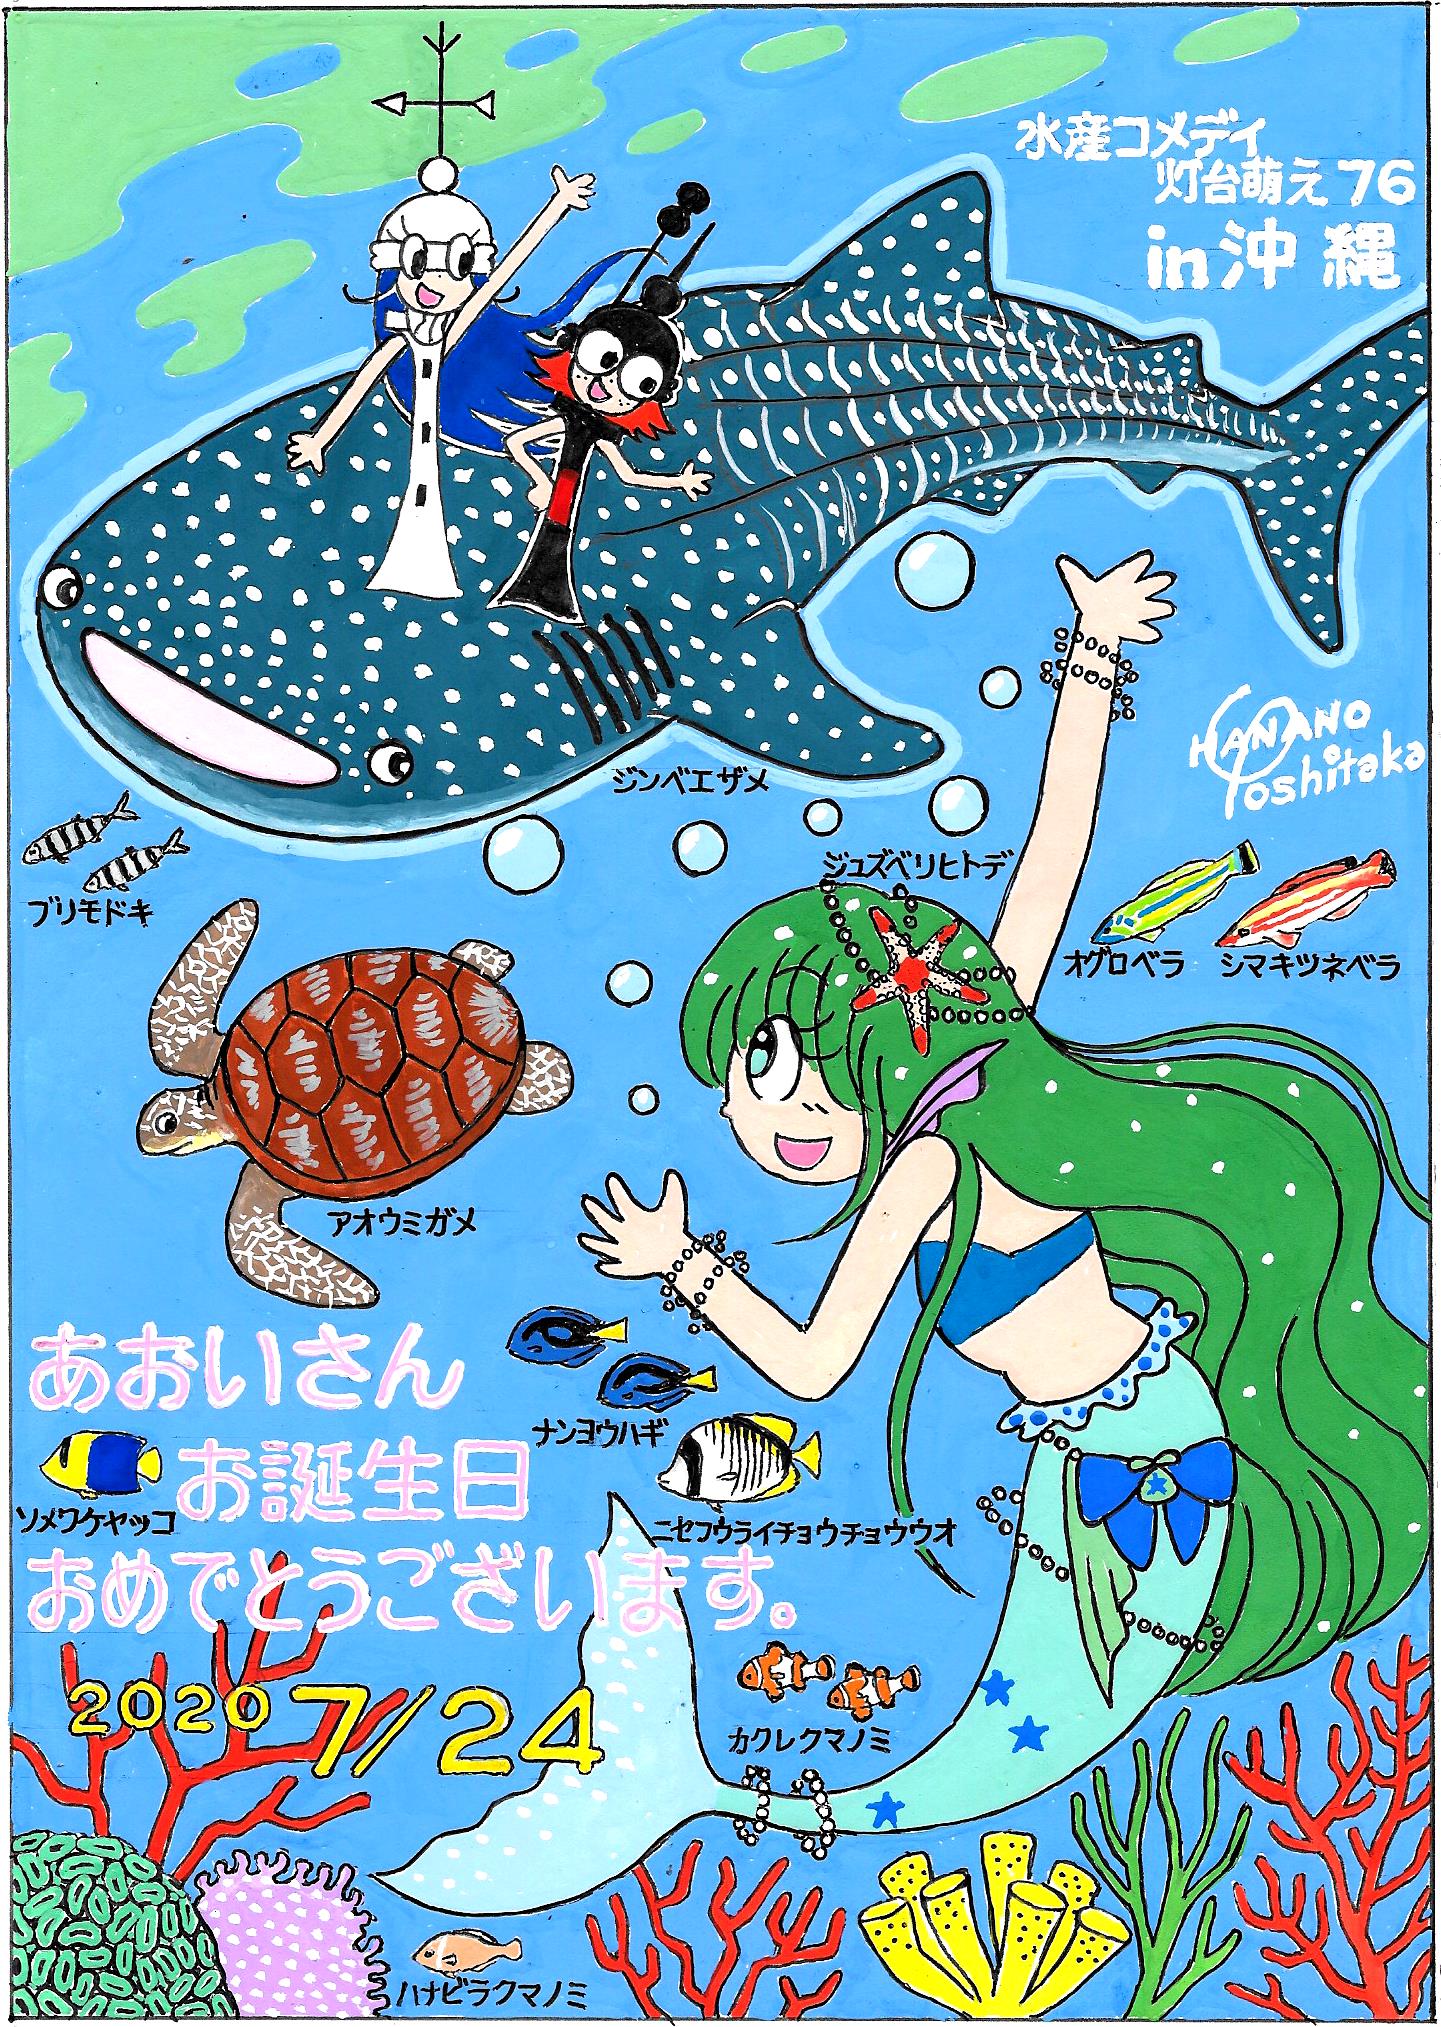 水産コメディ
灯台萌え76
in沖縄
HANANO
Yoshitaka
ジンベエザメ
ブリモドキ
ジュズベリヒトデ
オグロベラ
シマキツネベラ
アオウミガメ
あおいさん
ナンヨウハギ
お誕生日
ソメワケヤッコ
ニセフウライチョウチョウウオ
おめでとうございます。
2020 7/24
カクレクマノミ
ハナビラクマノミ